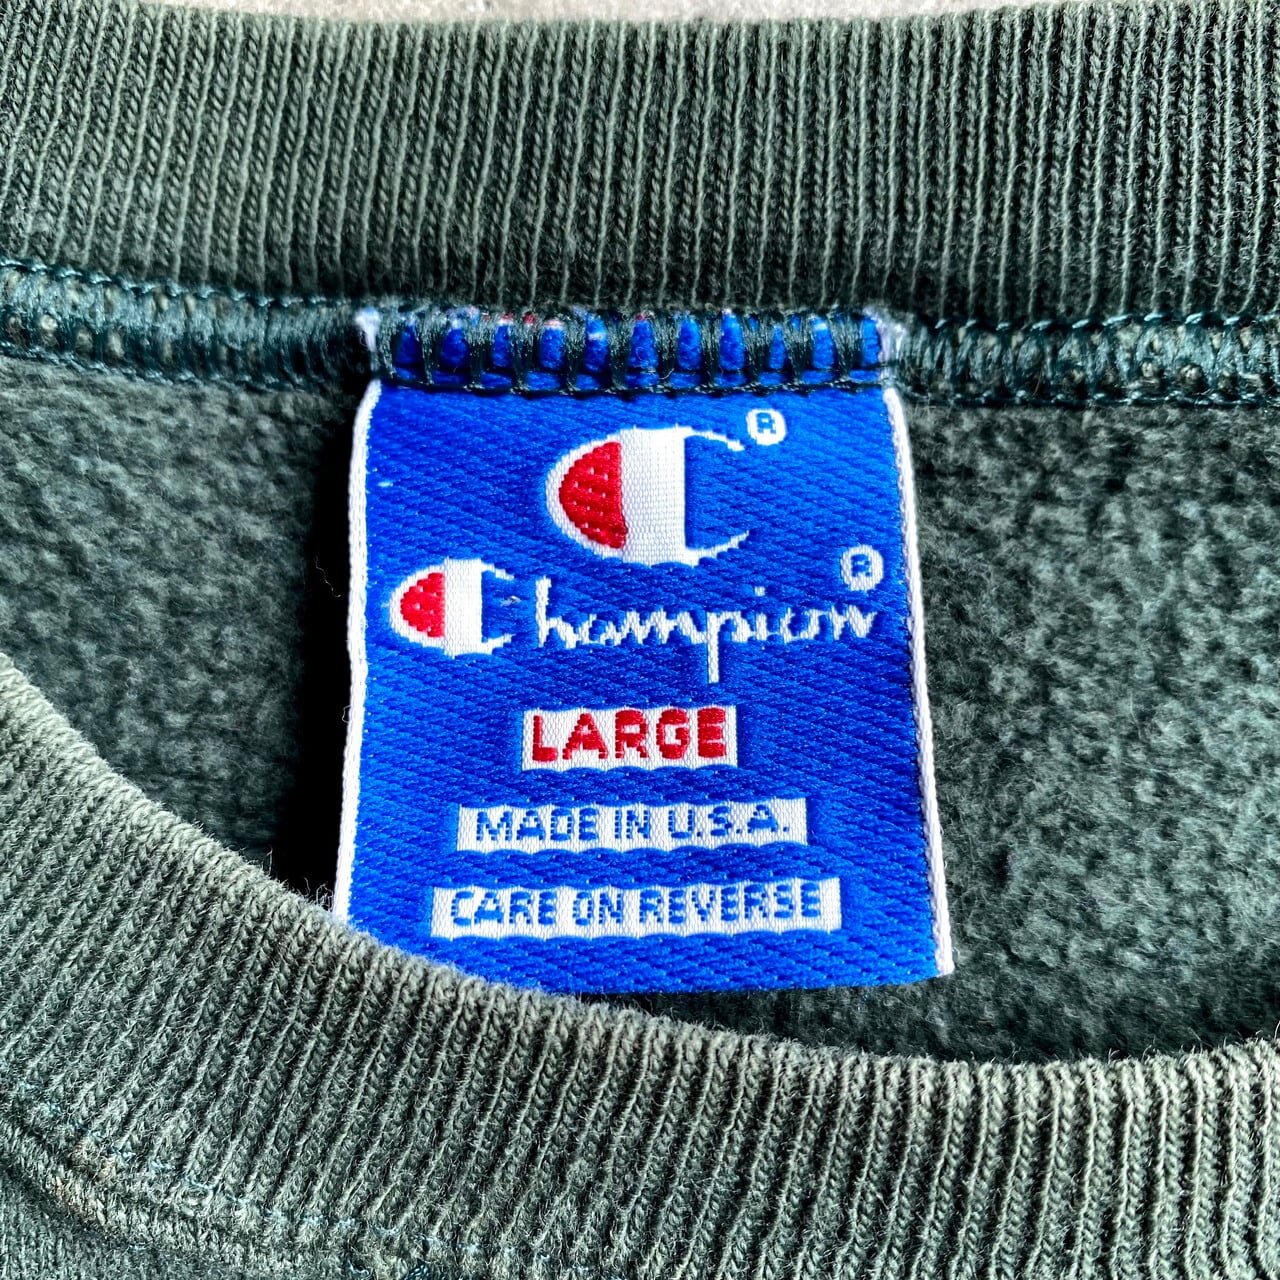 ®
Champion®
LARGE
MADE IN U.S.A.
CARE ON REVERSE